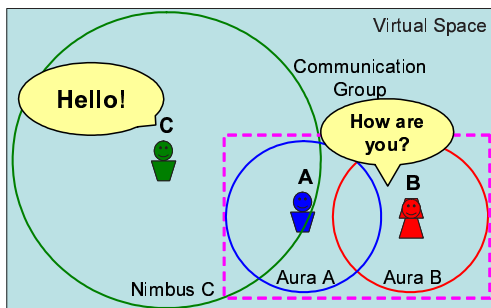 Virtual Space
Communication
Group
Hello!
C
How are
you?
A
B
Nimbus C
Aura A
Aura B